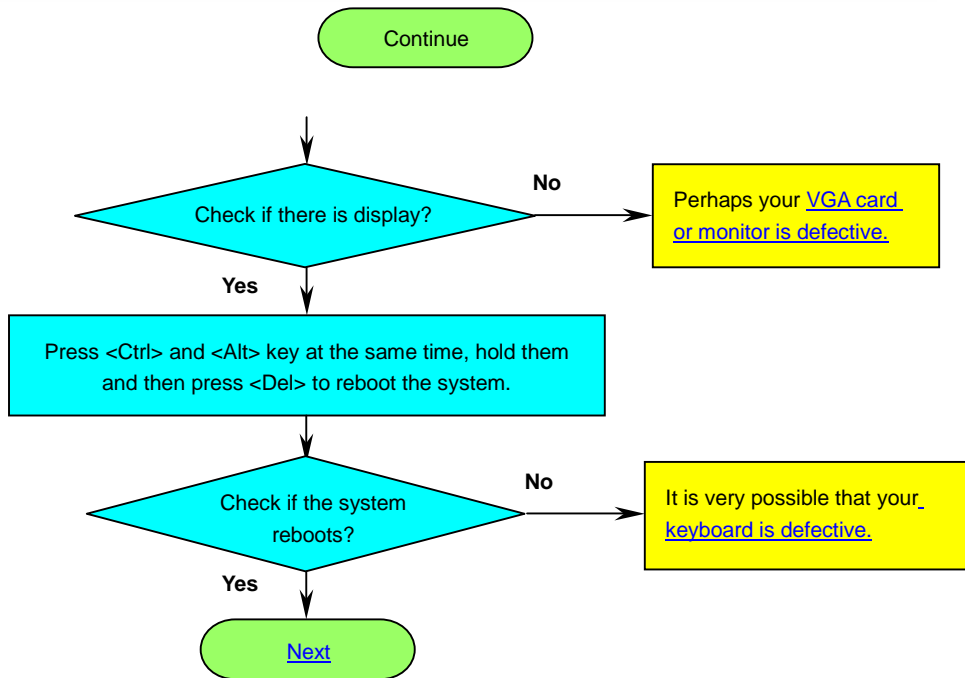 Continue
Check if there is display?
No
Perhaps your VGA card
or monitor is defective.
Yes
Press <Ctrl> and <Alt> key at the same time, hold them
and then press <Del> to reboot the system.
Check if the system
reboots?
No
It is very possible that your
keyboard is defective.
Yes
Next